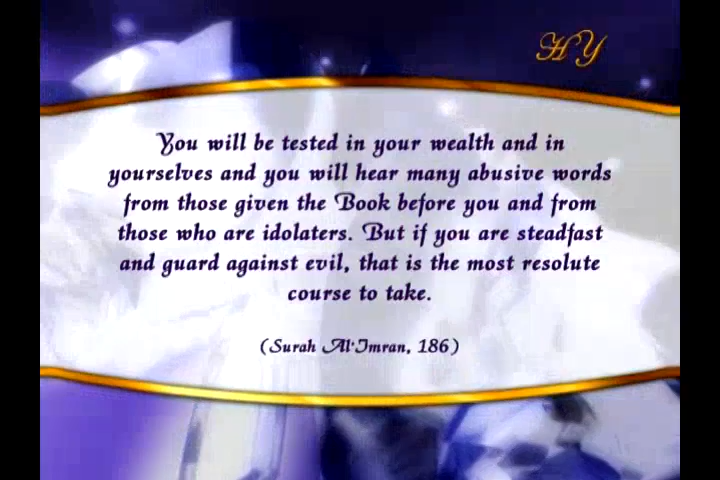 HY
You will be tested in your wealth and in
yourselves and you will hear many abusive words
from those given the Book before you and from
those who are idolaters. But if you are steadfast
and guard against evil, that is the most resolute
course to take.
(Surah Al'Imran, 186)